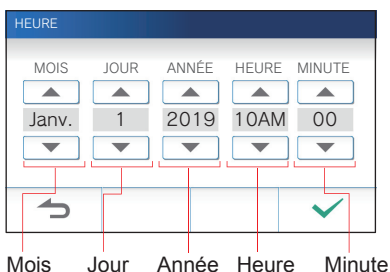 HEURE
MOIS JOUR ANNÉE HEURE MINUTE
Janv. 1 2019 10AM 00
Mois Jour Année Heure Minute